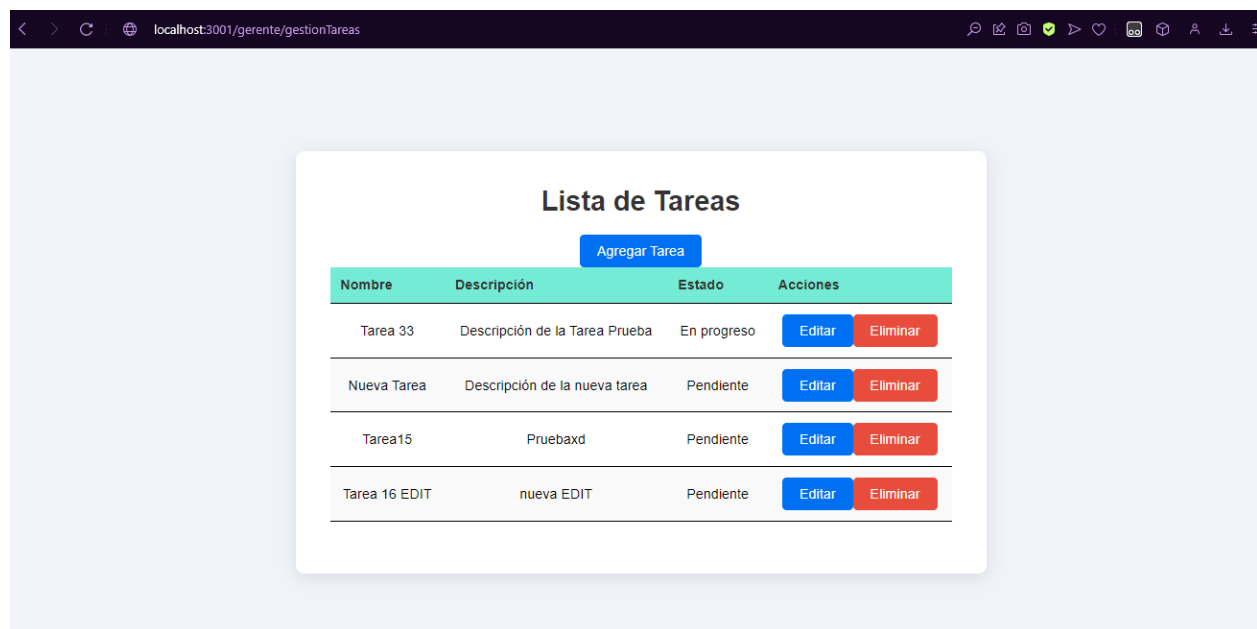 localhost:3001/gerente/gestionTareas
Lista de Tareas
Agregar Tarea
Nombre Descripción Estado Acciones
Tarea 33 Descripción de la Tarea Prueba En progreso Editar Eliminar
Nueva Tarea Descripción de la nueva tarea Pendiente Editar Eliminar
Tarea15 Pruebaxd Pendiente Editar Eliminar
Tarea 16 EDIT nueva EDIT Pendiente Editar Eliminar